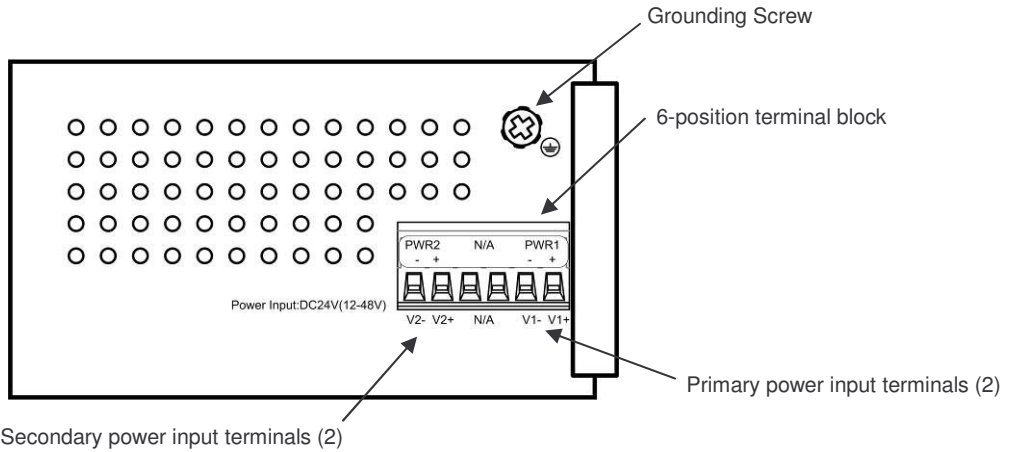 Grounding Screw
6-position terminal block
PWR2 N/A PWR1
- + - +
Power Input:DC24V(12-48V)
V2- V2+ N/A V1- V1+
Primary power input terminals (2)
Secondary power input terminals (2)